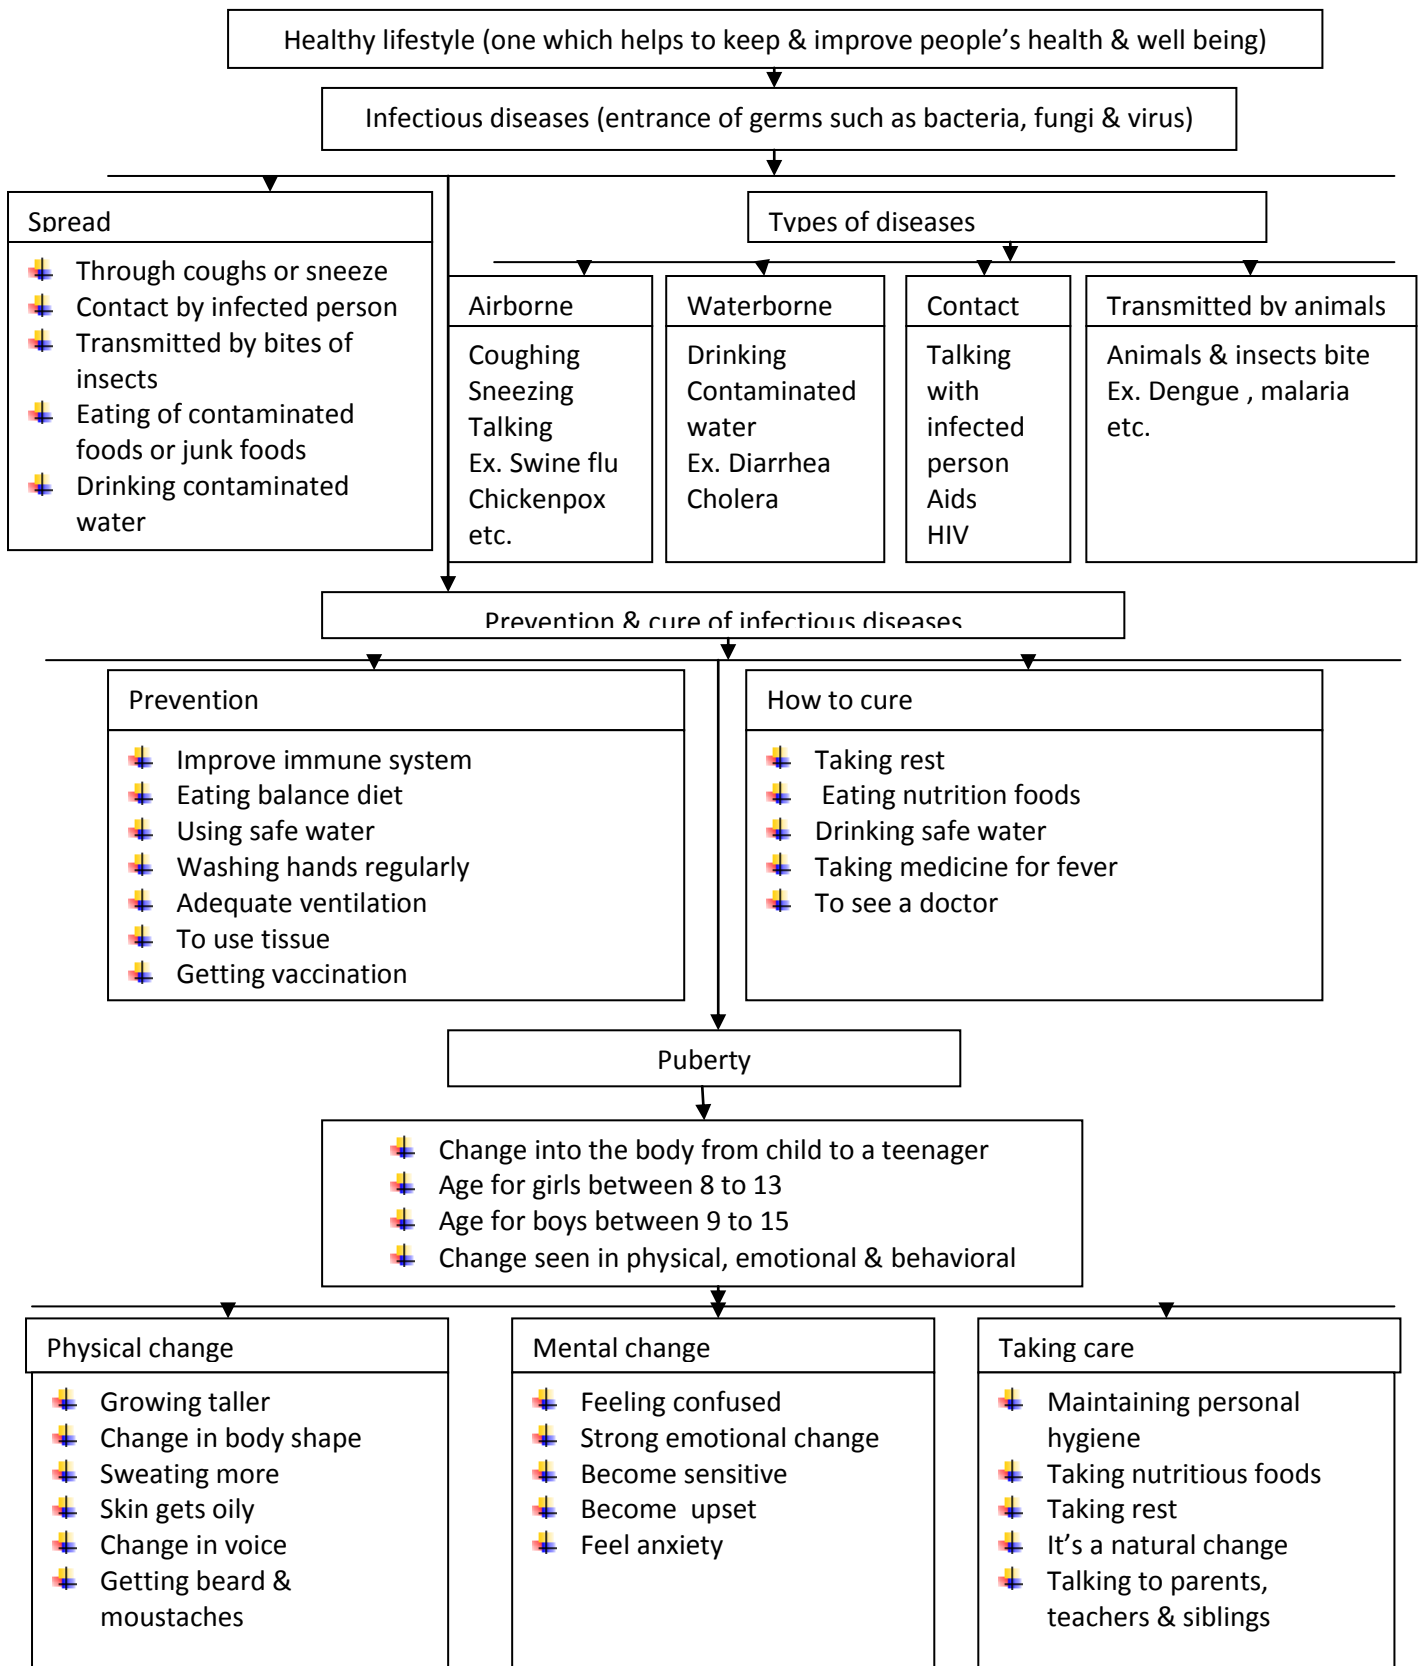 Healthy lifestyle (one which helps to keep & improve people’s health & well being)
Infectious diseases (entrance of germs such as bacteria, fungi & virus)
Spread
Through coughs or sneeze
Contact by infected person
Transmitted by bites of
insects
Eating of contaminated
foods or junk foods
Drinking contaminated
water
Types of diseases
Airborne
Coughing
Sneezing
Talking
Ex. Swine flu
Chickenpox
etc.
Waterborne
Drinking
Contaminated
water
Ex. Diarrhea
Cholera
Contact
Talking
with
infected
person
Aids
HIV
Transmitted by animals
Animals & insects bite
Ex. Dengue , malaria
etc.
Prevention & cure of infectious diseases
Prevention
Improve immune system
Eating balance diet
Using safe water
Washing hands regularly
Adequate ventilation
To use tissue
Getting vaccination
How to cure
Taking rest
Eating nutrition foods
Drinking safe water
Taking medicine for fever
To see a doctor
Puberty
Change into the body from child to a teenager
Age for girls between 8 to 13
Age for boys between 9 to 15
Change seen in physical, emotional & behavioral
Physical change
Growing taller
Change in body shape
Sweating more
Skin gets oily
Change in voice
Getting beard &
moustaches
Mental change
Feeling confused
Strong emotional change
Become sensitive
Become  upset
Feel anxiety
Taking care
Maintaining personal
hygiene
Taking nutritious foods
Taking rest
It’s a natural change
Talking to parents,
teachers & siblings